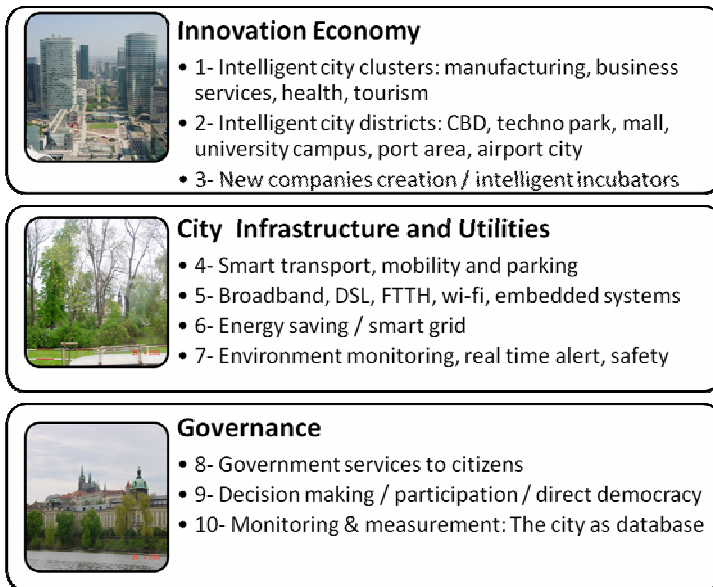 Innovation Economy
• 1- Intelligent city clusters: manufacturing, business
services, health, tourism
• 2- Intelligent city districts: CBD, techno park, mall,
university campus, port area, airport city
• 3- New companies creation / intelligent incubators
City Infrastructure and Utilities
• 4- Smart transport, mobility and parking
• 5- Broadband, DSL, FTTH, wi-fi, embedded systems
• 6- Energy saving / smart grid
• 7- Environment monitoring, real time alert, safety
Governance
• 8- Government services to citizens
• 9- Decision making / participation / direct democracy
• 10- Monitoring & measurement: The city as database